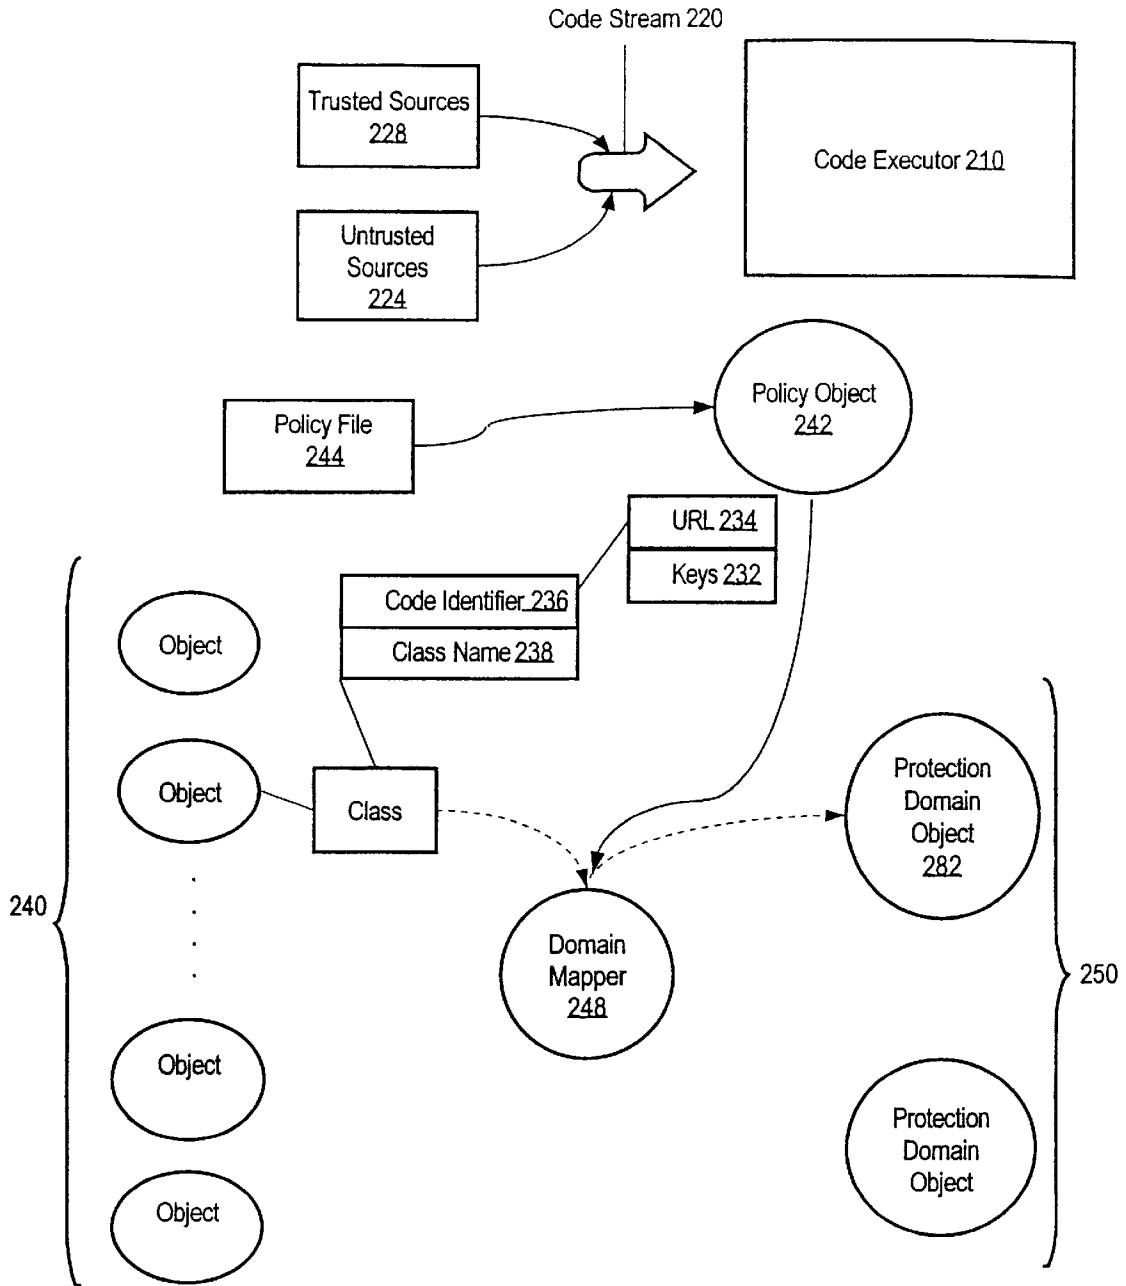 Code Stream 220
Trusted Sources
228
Code Executor 210
Untrusted
Sources
224
Policy Object
242
Policy File
244
URL 234
Keys 232
Code Identifier 236
Class Name 238
Object
Object
Class
Protection
Domain
Object
282
240
Domain
Mapper
248
250
Object
Protection
Domain
Object
Object